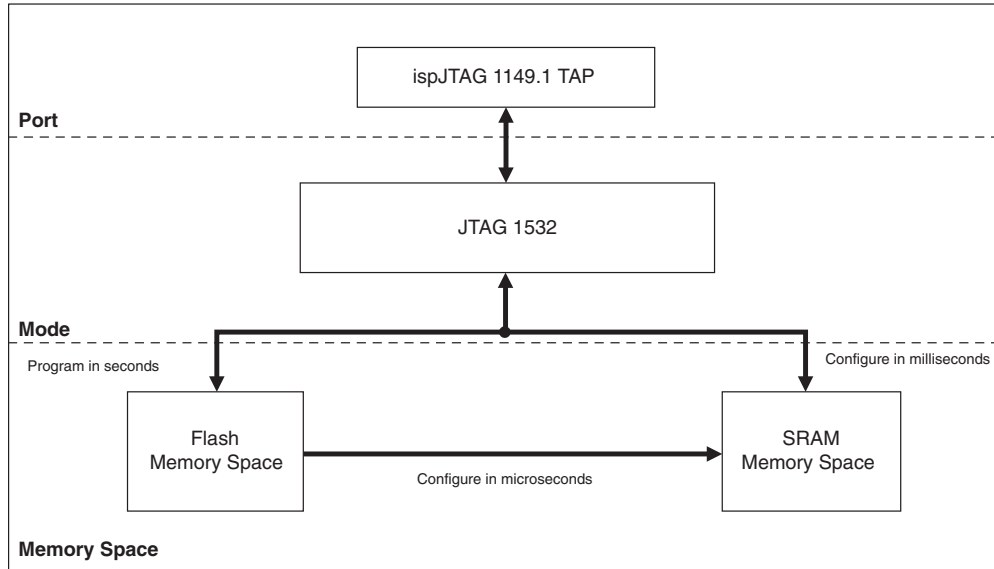 ispJTAG 1149.1 TAP
Port
JTAG 1532
Mode
Program in seconds
Configure in milliseconds
Flash
Memory Space
SRAM
Memory Space
Configure in microseconds
Memory Space